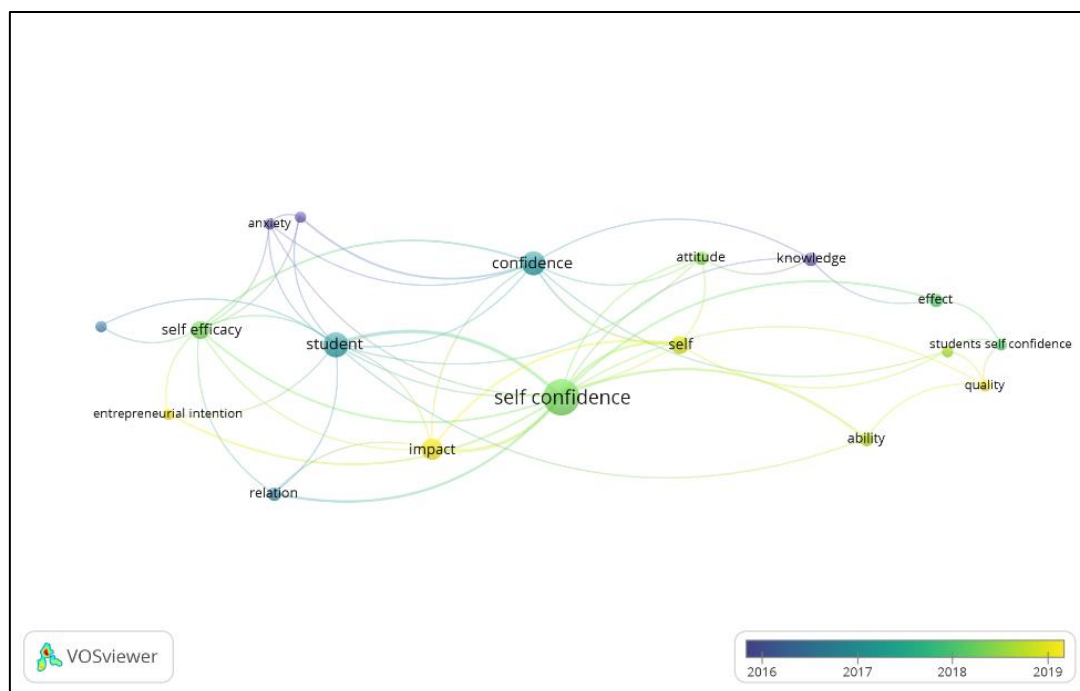 anxiety
confidence
attitude
knowledge
effect
self efficacy
student
self
students self confidence
quality
self confidence
entrepreneurial intention
ability
impact
relation
VOSviewer
2016 2017 2018 2019